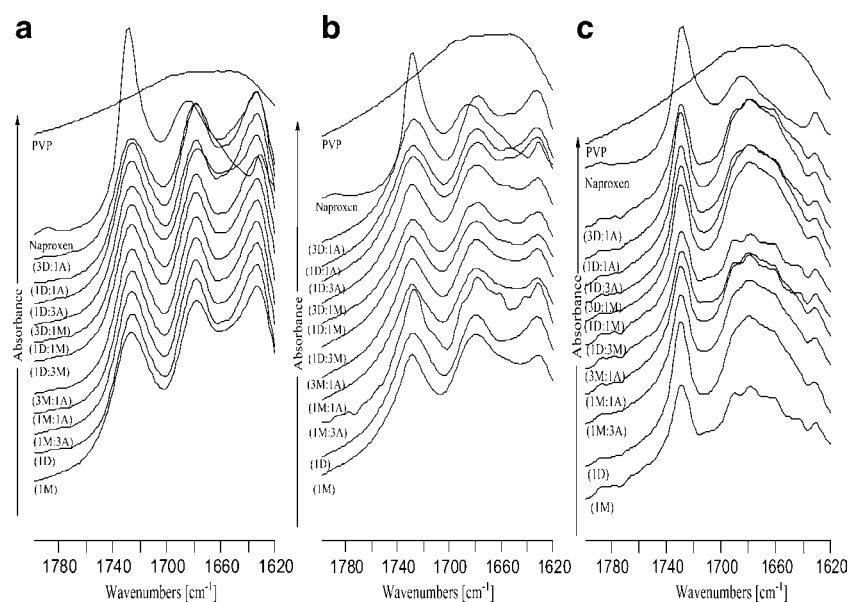 a
b
c
Absorbance
PVP
Naproxen
(3D:1A)
(1D:1A)
(1D:3A)
(3D:1M)
(1D:1M)
(1D:3M)
(3M:1A)
(1M:1A)
(1M:3A)
(1D)
(1M)
1780 1740 1700 1660 1620
Wavenumbers [cm⁻¹]
Absorbance
PVP
Naproxen
(3D:1A)
(1D:1A)
(1D:3A)
(3D:1M)
(1D:1M)
(1D:3M)
(3M:1A)
(1M:1A)
(1M:3A)
(1D)
(1M)
1780 1740 1700 1660 1620
Wavenumbers [cm⁻¹]
Absorbance
PVP
Naproxen
(3D:1A)
(1D:1A)
(1D:3A)
(3D:1M)
(1D:1M)
(1D:3M)
(3M:1A)
(1M:1A)
(1M:3A)
(1D)
(1M)
1780 1740 1700 1660 1620
Wavenumbers [cm⁻¹]